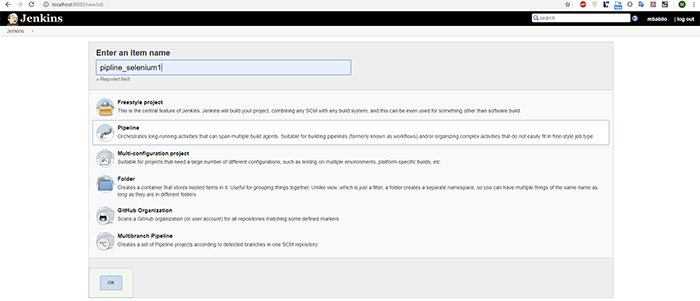 localhost:8080/newJob
Jenkins
search
mbabilo
| log out
Jenkins
Enter an item name
pipline_selenium1
» Required field
Freestyle project
This is the central feature of Jenkins. Jenkins will build your project, combining any SCM with any build system, and this can be even used for something other than software build.
Pipeline
Orchestrates long-running activities that can span multiple build agents. Suitable for building pipelines (formerly known as workflows) and/or organizing complex activities that do not easily fit in free-style job type.
Multi-configuration project
Suitable for projects that need a large number of different configurations, such as testing on multiple environments, platform-specific builds, etc.
Folder
Creates a container that stores nested items in it. Useful for grouping things together. Unlike view, which is just a filter, a folder creates a separate namespace, so you can have multiple things of the same name as
long as they are in different folders.
GitHub Organization
Scans a GitHub organization (or user account) for all repositories matching some defined markers.
Multibranch Pipeline
Creates a set of Pipeline projects according to detected branches in one SCM repository.
OK